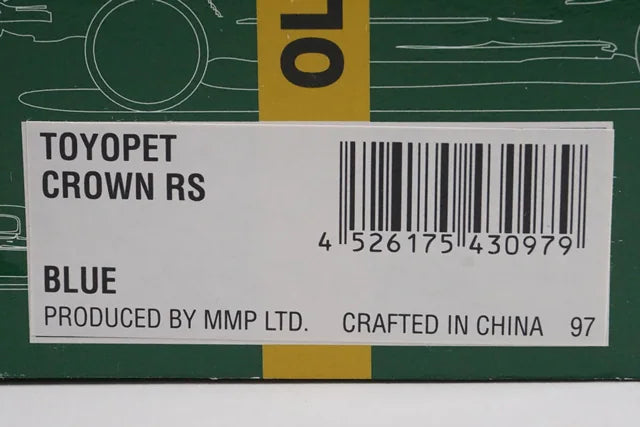 OL
TOYOPET
CROWN RS
4 526175 430979
BLUE
PRODUCED BY MMP LTD. CRAFTED IN CHINA 97